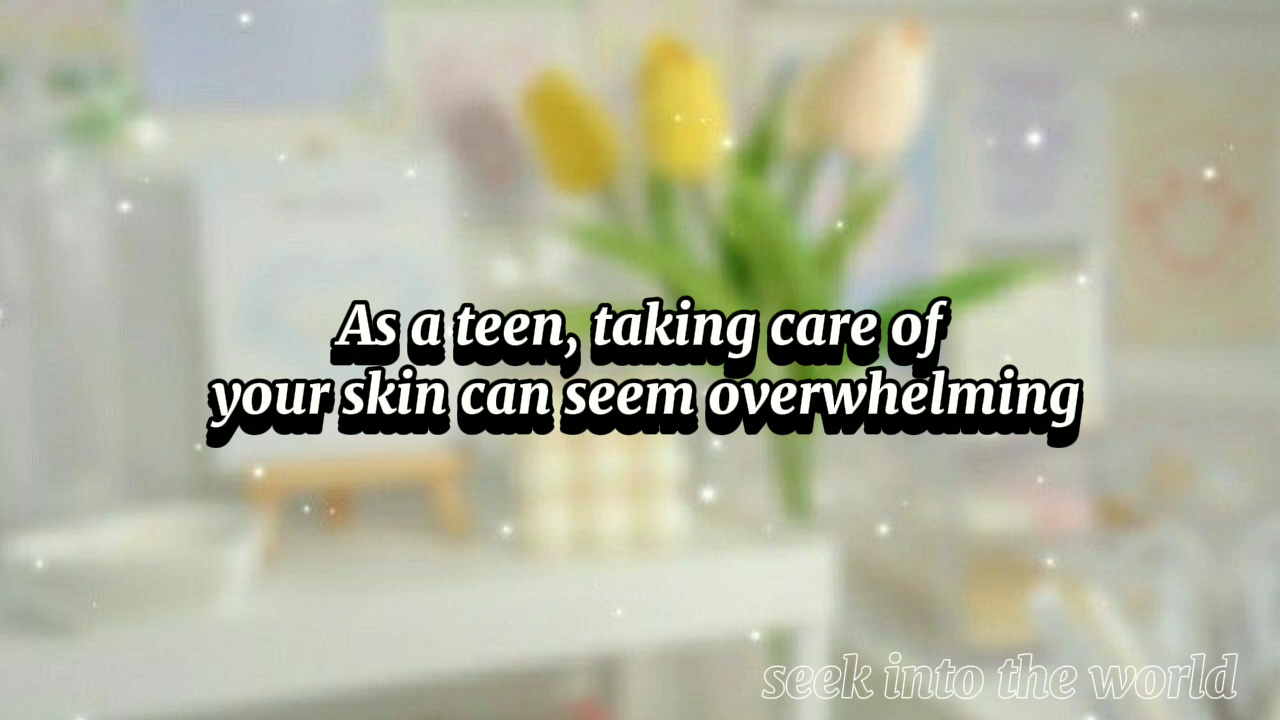 As a teen, taking care of
your skin can seem overwhelming
seek into the world